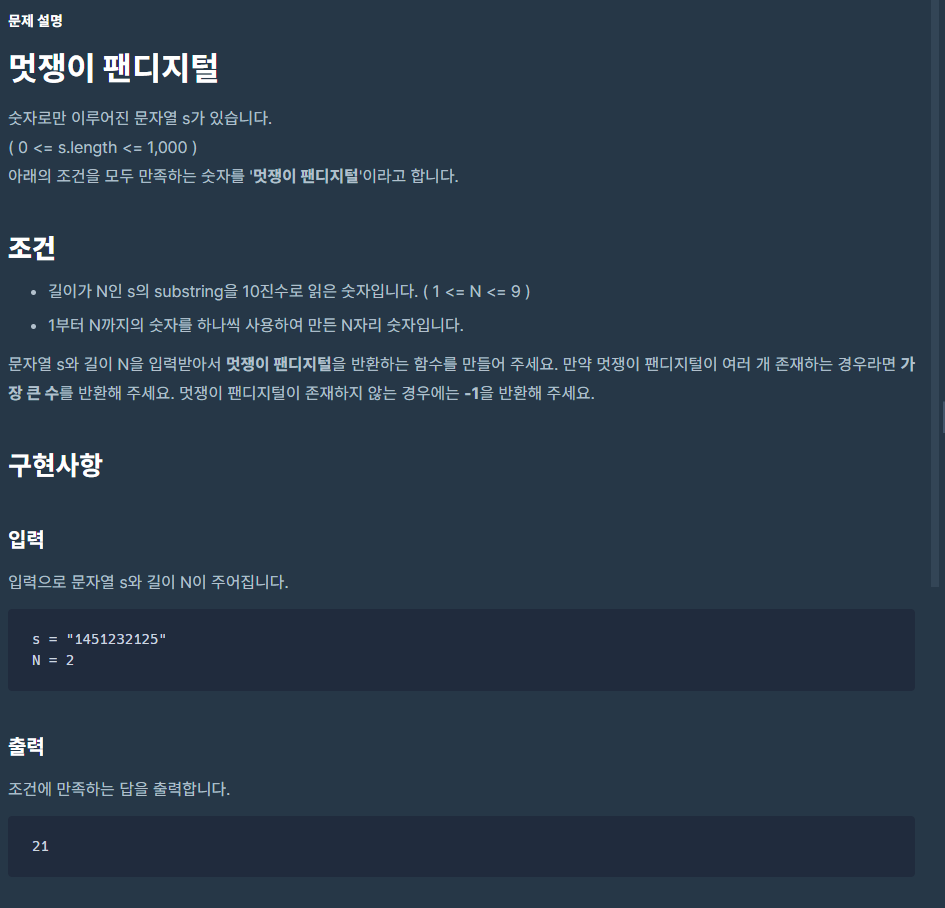 문제 설명
멋쟁이 팬디지털
숫자로만 이루어진 문자열 s가 있습니다.
( 0 <= s.length <= 1,000 )
아래의 조건을 모두 만족하는 숫자를 '멋쟁이 팬디지털'이라고 합니다.
조건
• 길이가 N인 s의 substring을 10진수로 읽은 숫자입니다. ( 1 <= N <= 9 )
• 1부터 N까지의 숫자를 하나씩 사용하여 만든 N자리 숫자입니다.
문자열 s와 길이 N을 입력받아서 멋쟁이 팬디지털을 반환하는 함수를 만들어 주세요. 만약 멋쟁이 팬디지털이 여러 개 존재하는 경우라면 가
장 큰 수를 반환해 주세요. 멋쟁이 팬디지털이 존재하지 않는 경우에는 -1을 반환해 주세요.
구현사항
입력
입력으로 문자열 s와 길이 N이 주어집니다.
s = "1451232125"
N = 2
출력
조건에 만족하는 답을 출력합니다.
21